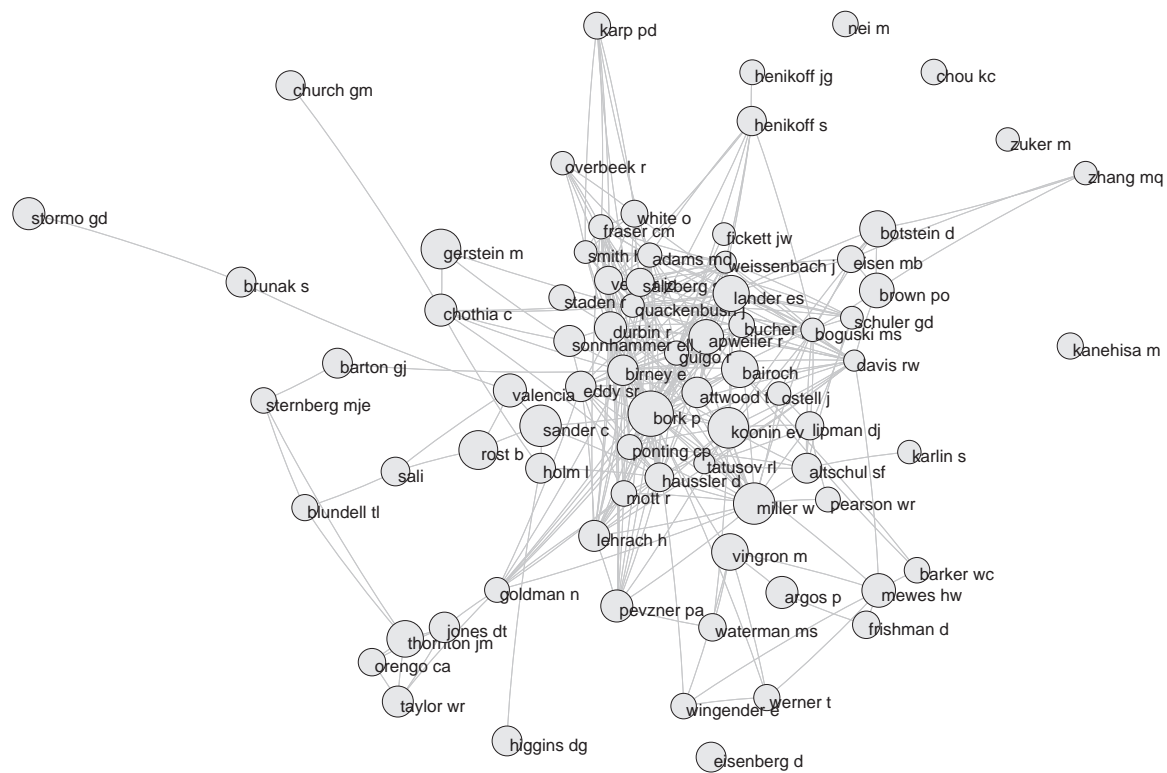 karp pd
nei m
chou kc
henikoff jg
church gm
henikoff s
zuker m
overbeek r
zhang mq
stormo gd
white o
fraser cm
botstein d
fickett jw
gerstein m
smith
adams md
weissenbach j
eisen mb
brunak s
salzberg
lander es
brown po
staden r
quackenbush j
chothia c
schuler gd
durbin r
bucher
boguski ms
sonnhammer ell
apweiler r
guigo r
kanehisa m
barton gj
birney e
bairoch
davis rw
valencia
eddy sr
attwood t
ostell j
sternberg mje
bork p
sander c
koonin ev
lipman dj
rost b
ponting cp
karlin s
sali
holm l
tatusov rl
altschul sf
haussler d
mott r
miller w
pearson wr
blundell tl
lehrach h
vingron m
barker wc
goldman n
argos p
mewes hw
pevzner pa
jones dt
waterman ms
frishman d
thornton jm
orengo ca
taylor wr
wingender e
werner t
higgins dg
eisenberg d